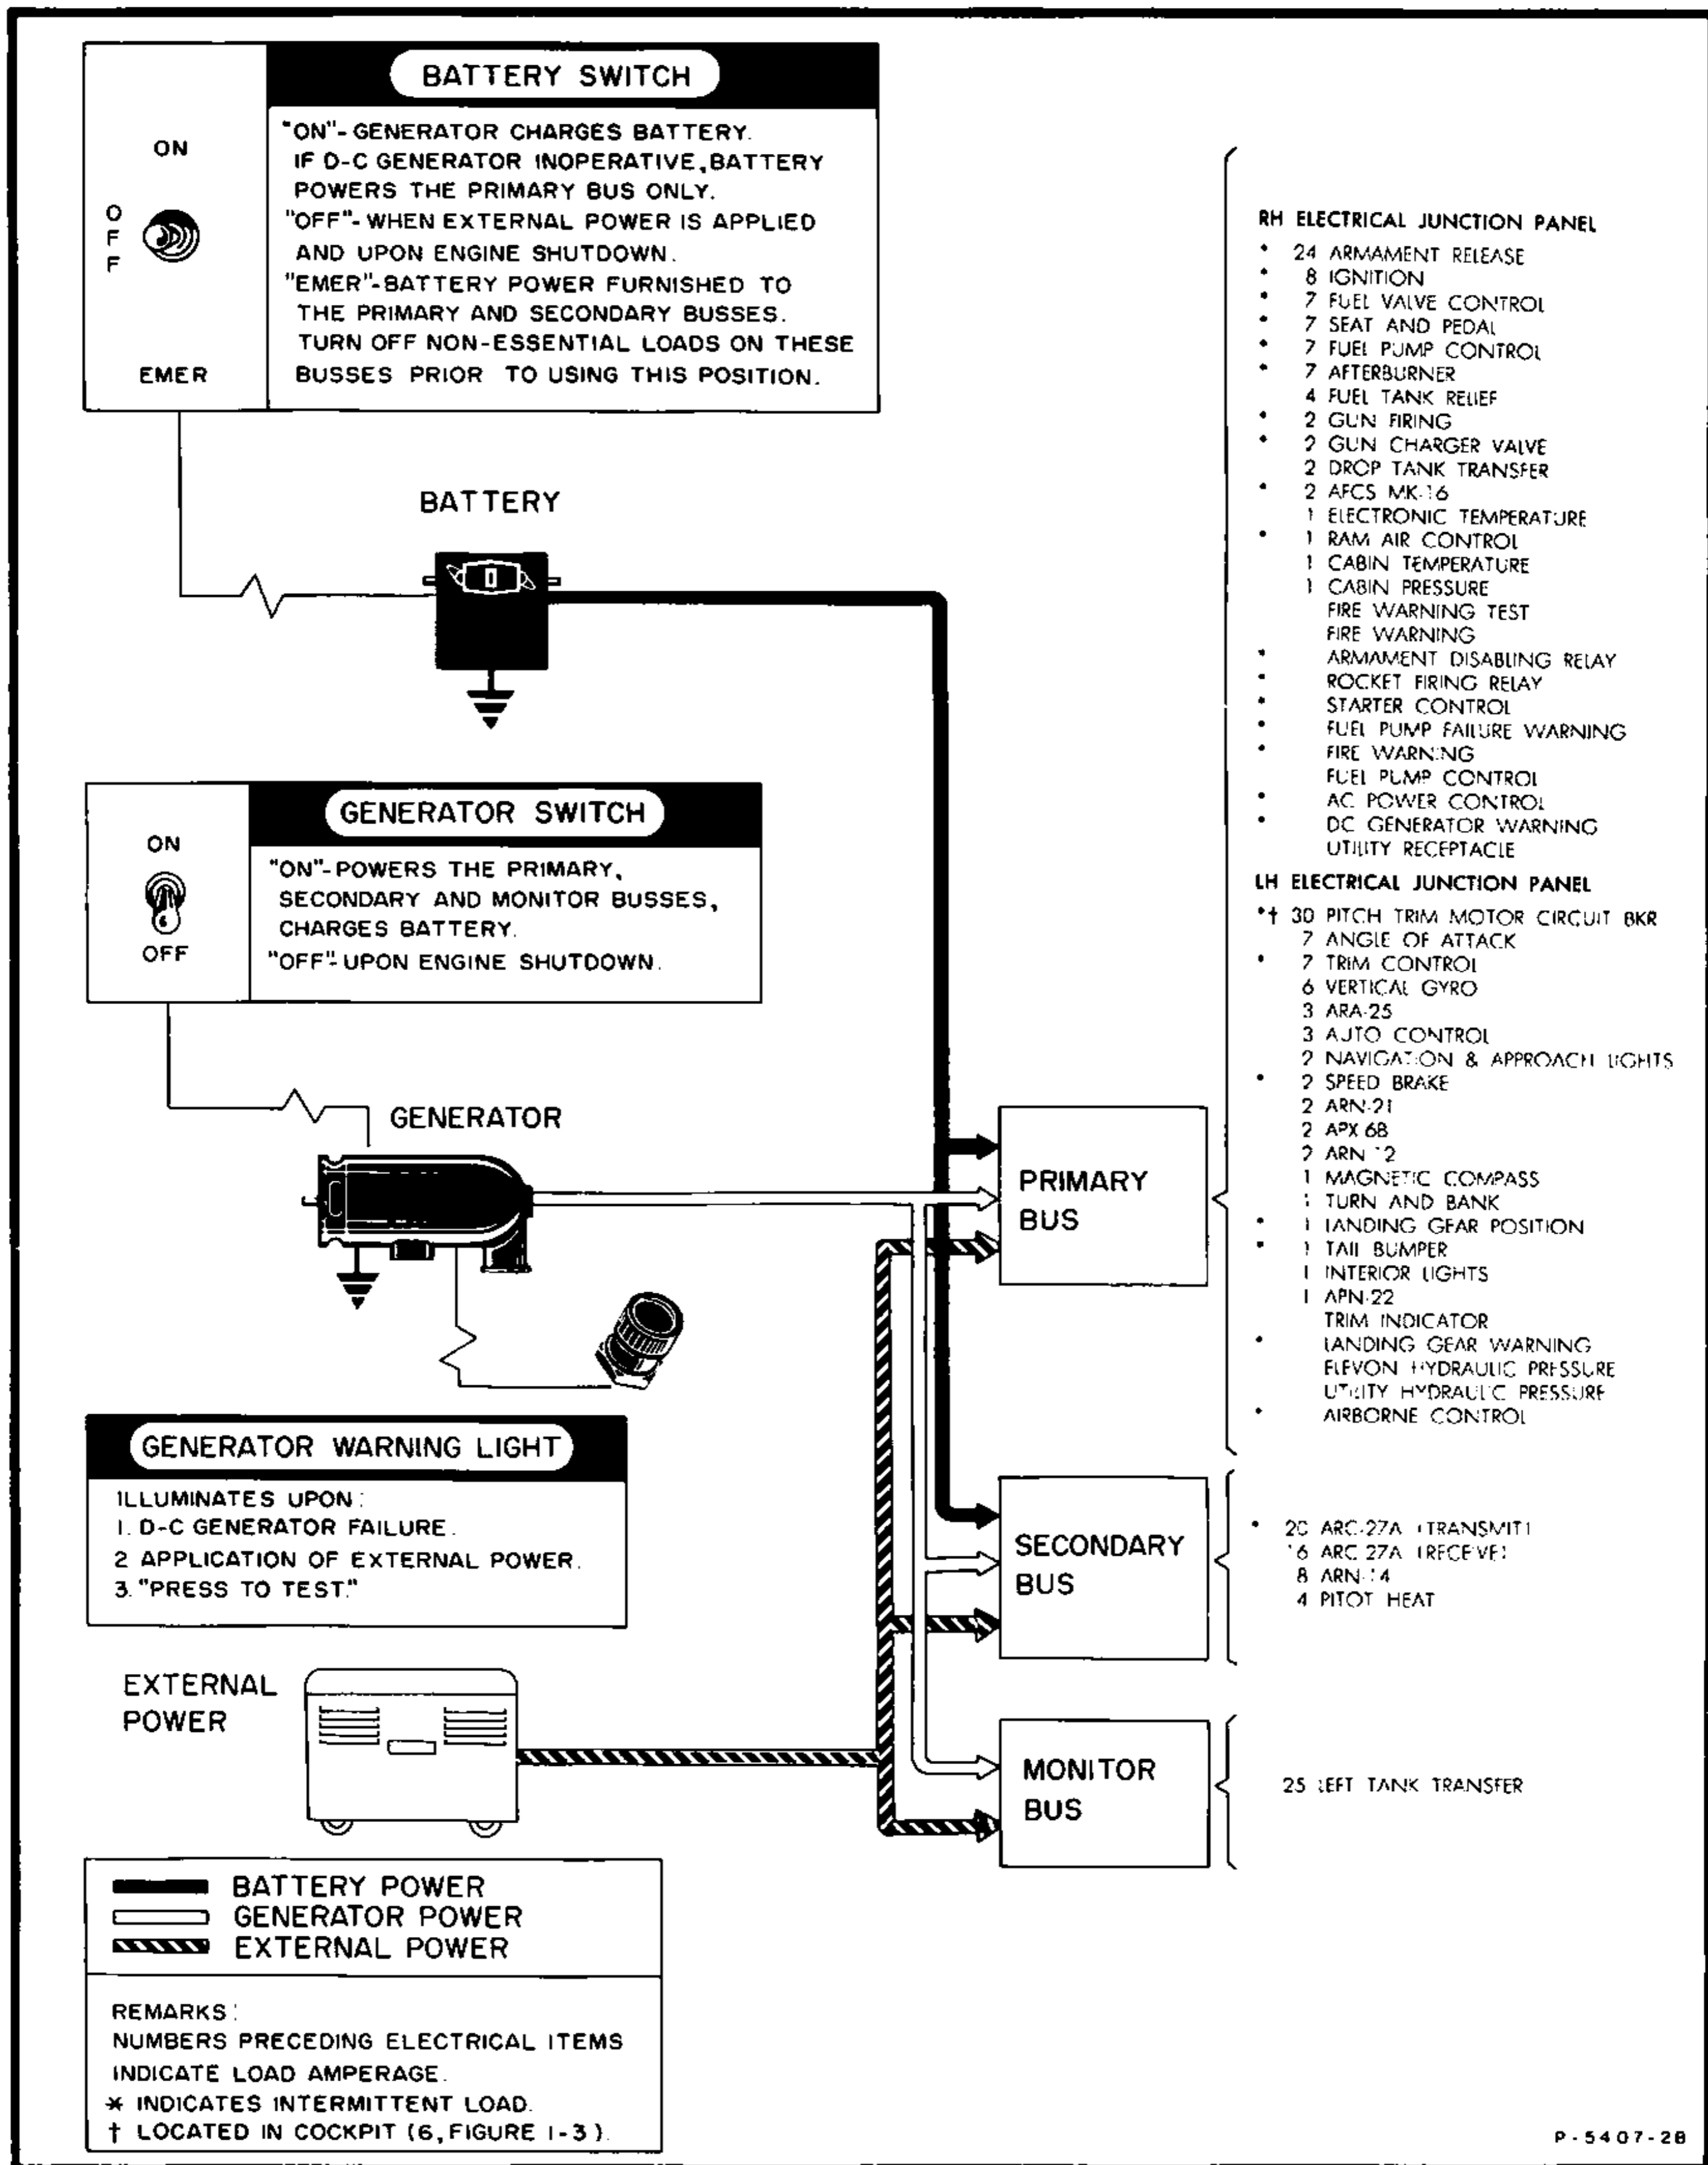 BATTERY SWITCH
ON
OFF
EMER
"ON"-GENERATOR CHARGES BATTERY.
IF D-C GENERATOR INOPERATIVE, BATTERY
POWERS THE PRIMARY BUS ONLY.
"OFF"-WHEN EXTERNAL POWER IS APPLIED
AND UPON ENGINE SHUTDOWN.
"EMER"-BATTERY POWER FURNISHED TO
THE PRIMARY AND SECONDARY BUSSES.
TURN OFF NON-ESSENTIAL LOADS ON THESE
BUSSES PRIOR TO USING THIS POSITION.
BATTERY
GENERATOR SWITCH
ON
OFF
"ON"-POWERS THE PRIMARY,
SECONDARY AND MONITOR BUSSES,
CHARGES BATTERY.
"OFF"-UPON ENGINE SHUTDOWN.
GENERATOR
GENERATOR WARNING LIGHT
ILLUMINATES UPON:
1. D-C GENERATOR FAILURE.
2 APPLICATION OF EXTERNAL POWER.
3. "PRESS TO TEST."
EXTERNAL
POWER
BATTERY POWER
GENERATOR POWER
EXTERNAL POWER
REMARKS:
NUMBERS PRECEDING ELECTRICAL ITEMS
INDICATE LOAD AMPERAGE.
* INDICATES INTERMITTENT LOAD.
† LOCATED IN COCKPIT (6, FIGURE 1-3).
PRIMARY
BUS
SECONDARY
BUS
MONITOR
BUS
RH ELECTRICAL JUNCTION PANEL
* 24 ARMAMENT RELEASE
* 8 IGNITION
* 7 FUEL VALVE CONTROL
* 7 SEAT AND PEDAL
* 7 FUEL PUMP CONTROL
* 7 AFTERBURNER
4 FUEL TANK RELIEF
* 2 GUN FIRING
* 2 GUN CHARGER VALVE
2 DROP TANK TRANSFER
* 2 AFCS MK-16
1 ELECTRONIC TEMPERATURE
* 1 RAM AIR CONTROL
1 CABIN TEMPERATURE
1 CABIN PRESSURE
FIRE WARNING TEST
FIRE WARNING
* ARMAMENT DISABLING RELAY
* ROCKET FIRING RELAY
* STARTER CONTROL
* FUEL PUMP FAILURE WARNING
* FIRE WARNING
FUEL PUMP CONTROL
* AC POWER CONTROL
* DC GENERATOR WARNING
UTILITY RECEPTACLE
LH ELECTRICAL JUNCTION PANEL
*† 30 PITCH TRIM MOTOR CIRCUIT BKR
7 ANGLE OF ATTACK
* 7 TRIM CONTROL
6 VERTICAL GYRO
3 ARA-25
3 AUTO CONTROL
2 NAVIGATION & APPROACH LIGHTS
* 2 SPEED BRAKE
2 ARN-21
2 APX 6B
2 ARN 12
1 MAGNETIC COMPASS
1 TURN AND BANK
* 1 LANDING GEAR POSITION
* 1 TAIL BUMPER
1 INTERIOR LIGHTS
1 APN-22
TRIM INDICATOR
* LANDING GEAR WARNING
ELEVON HYDRAULIC PRESSURE
UTILITY HYDRAULIC PRESSURE
* AIRBORNE CONTROL
* 20 ARC-27A (TRANSMIT)
16 ARC 27A (RECEIVE)
8 ARN-14
4 PITOT HEAT
25 LEFT TANK TRANSFER
P-5407-2B